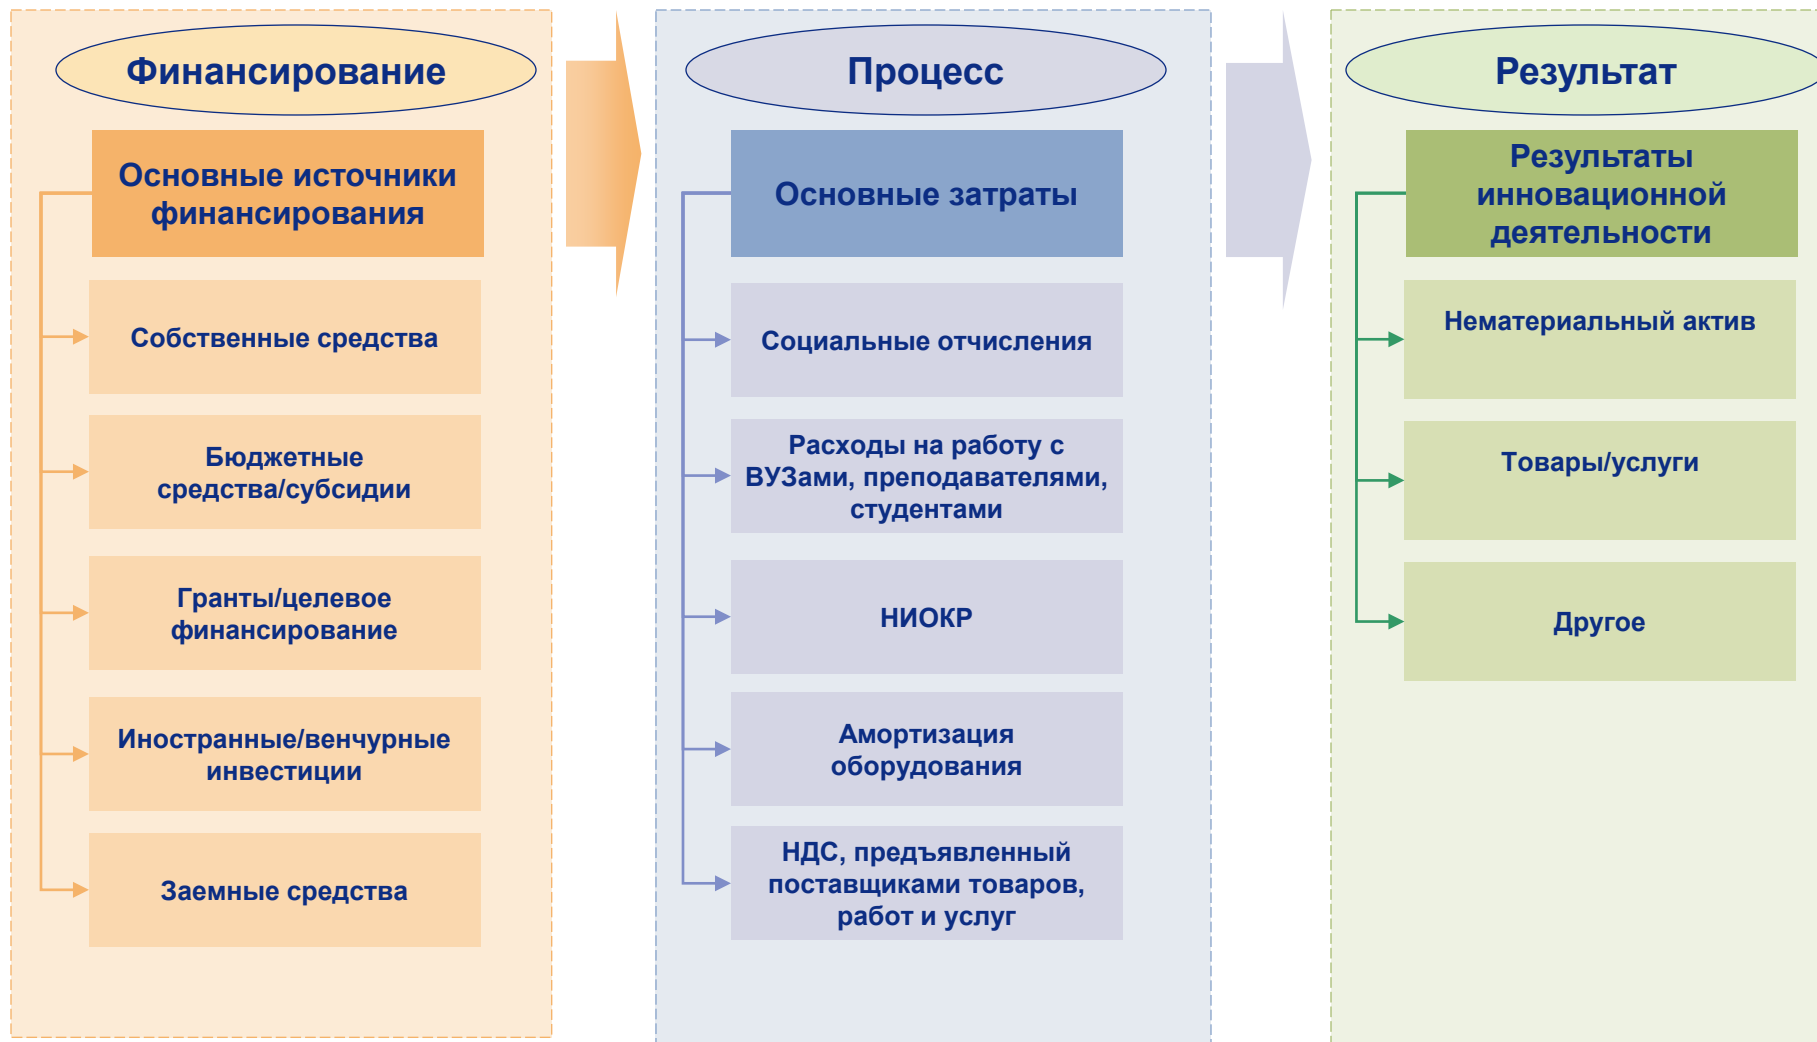 Финансирование
Основные источники
финансирования
Собственные средства
Бюджетные
средства/субсидии
Гранты/целевое
финансирование
Иностранные/венчурные
инвестиции
Заемные средства
Процесс
Основные затраты
Социальные отчисления
Расходы на работу с
ВУЗами, преподавателями,
студентами
НИОКР
Амортизация
оборудования
НДС, предъявленный
поставщиками товаров,
работ и услуг
Результат
Результаты
инновационной
деятельности
Нематериальный актив
Товары/услуги
Другое